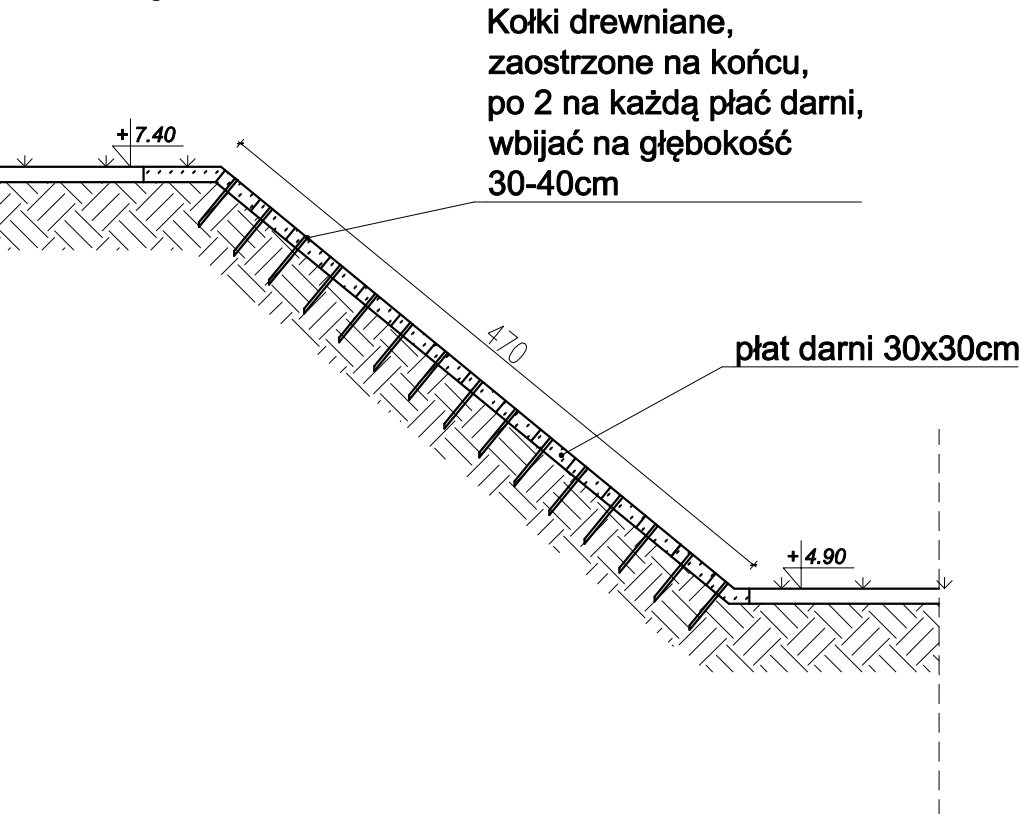 Kołki drewniane,
zaostrzone na końcu,
po 2 na każdą płać darni,
wbijać na głębokość
30-40cm
+7.40
470
płat darni 30x30cm
+4.90